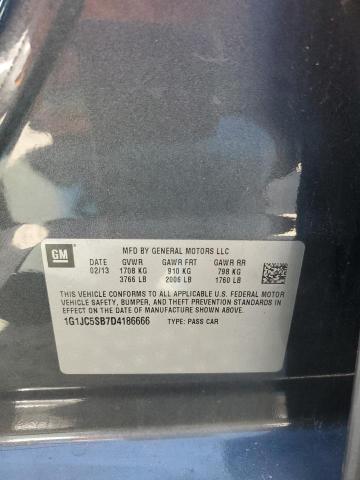 GM
MFD BY GENERAL MOTORS LLC
DATE GVWR GAWR FRT GAWR RR
02/13 1708 KG 910 KG 798 KG
3766 LB 2006 LB 1760 LB
THIS VEHICLE CONFORMS TO ALL APPLICABLE U.S. FEDERAL MOTOR
VEHICLE SAFETY, BUMPER, AND THEFT PREVENTION STANDARDS
IN EFFECT ON THE DATE OF MANUFACTURE SHOWN ABOVE.
1G1JC5SB7D4186666 TYPE: PASS CAR